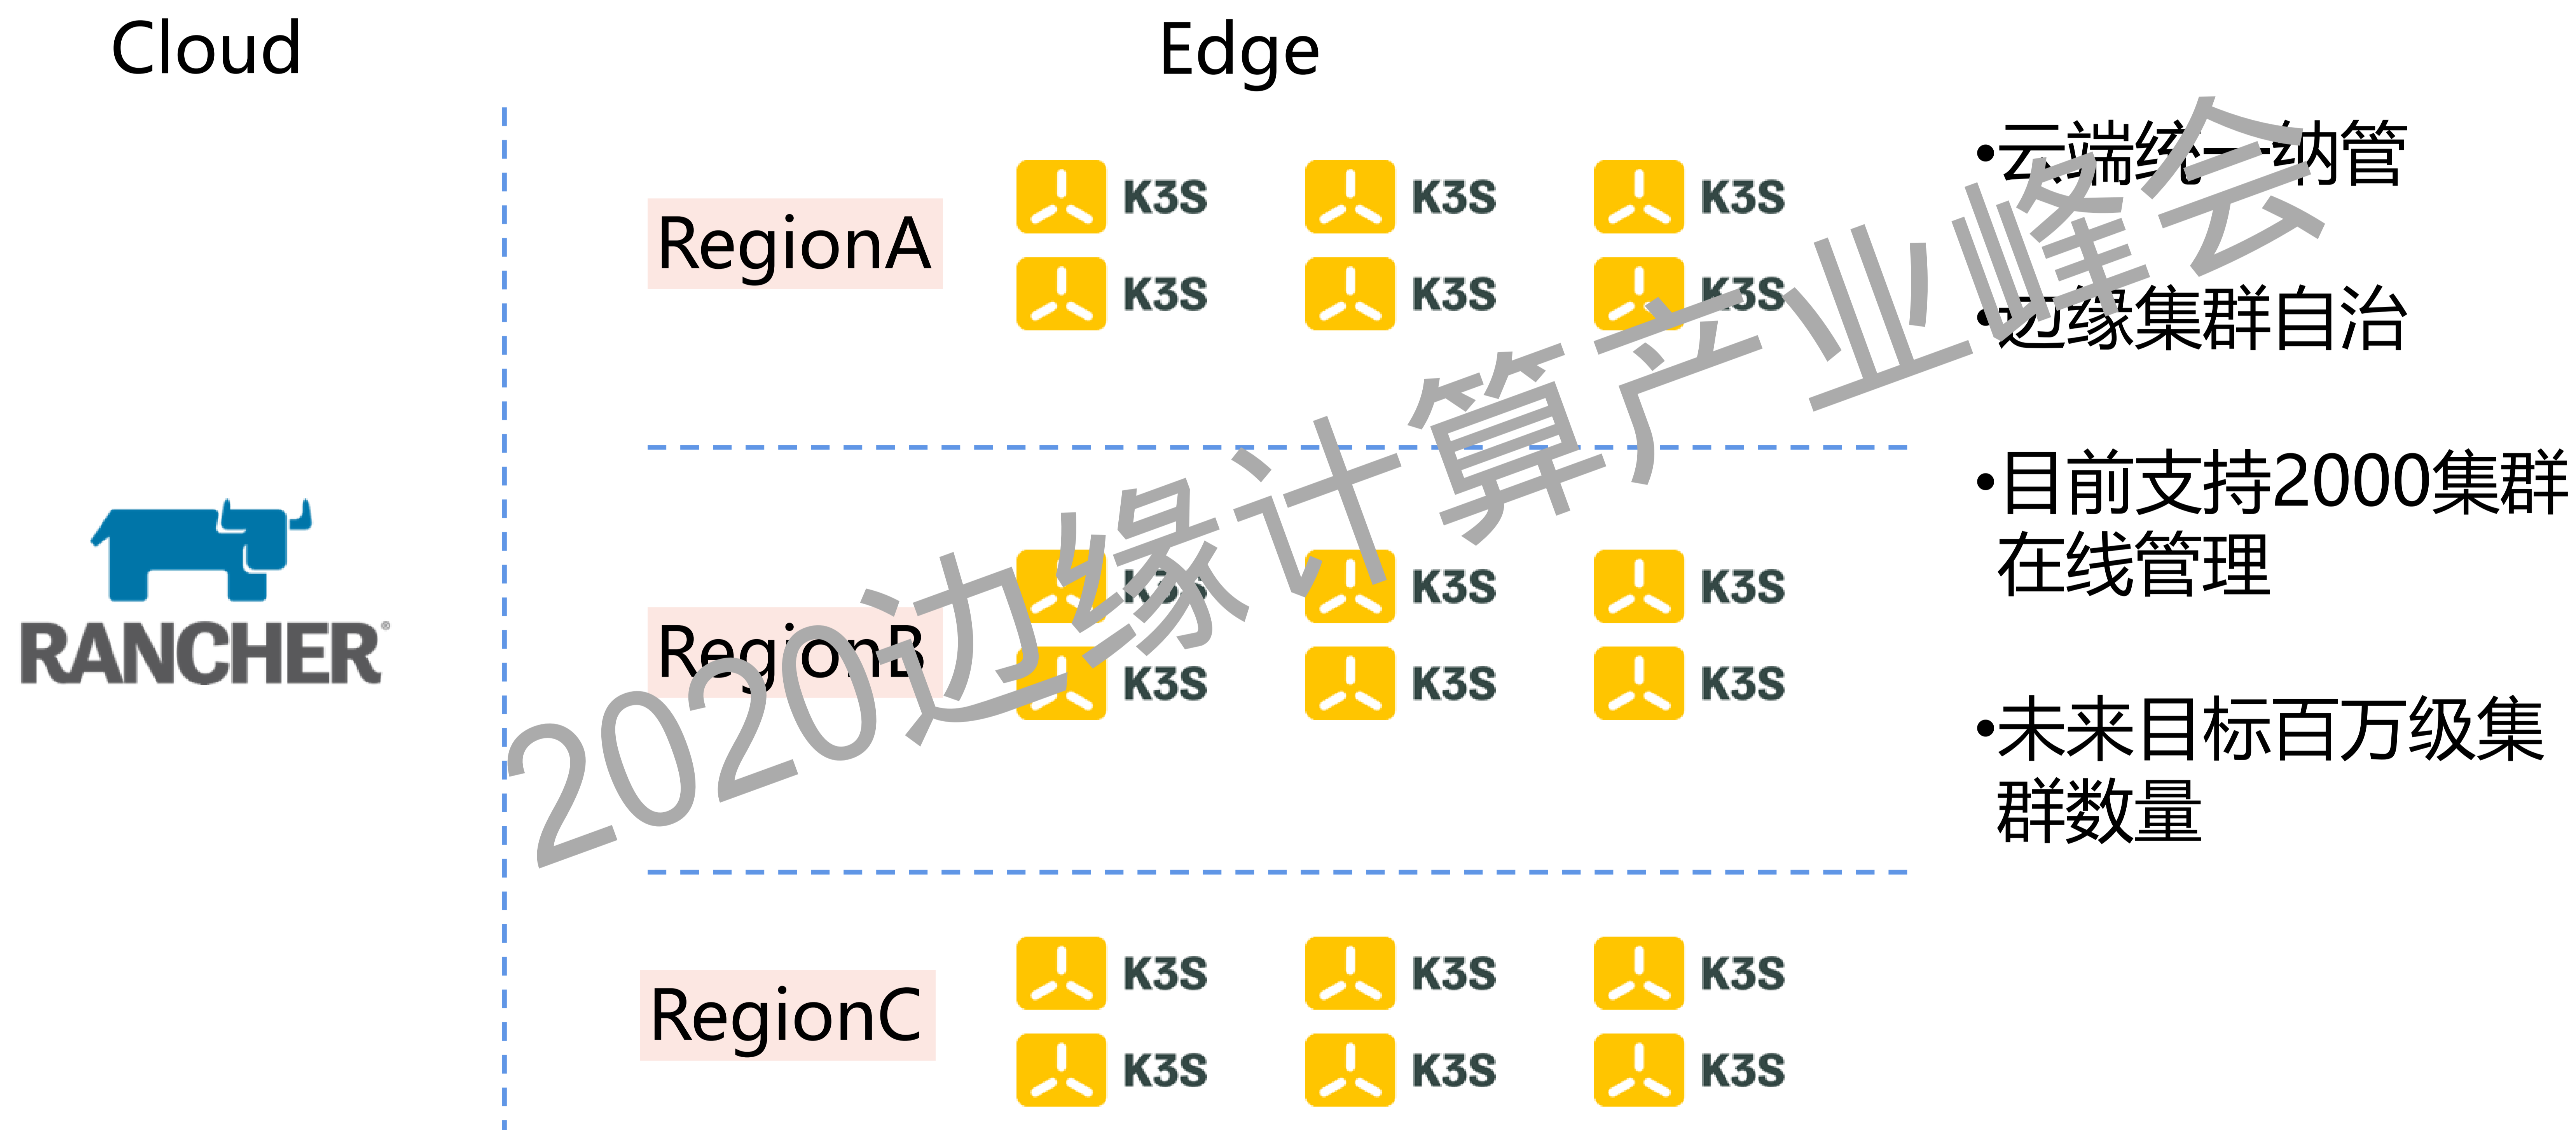 Cloud
Edge
RegionA
K3S K3S K3S
K3S K3S K3S
RegionB
K3S K3S K3S
K3S K3S K3S
RegionC
K3S K3S K3S
K3S K3S K3S
RANCHER®
•云端统一纳管
•边缘集群自治
•目前支持2000集群
在线管理
•未来目标百万级集
群数量
2020边缘计算产业峰会